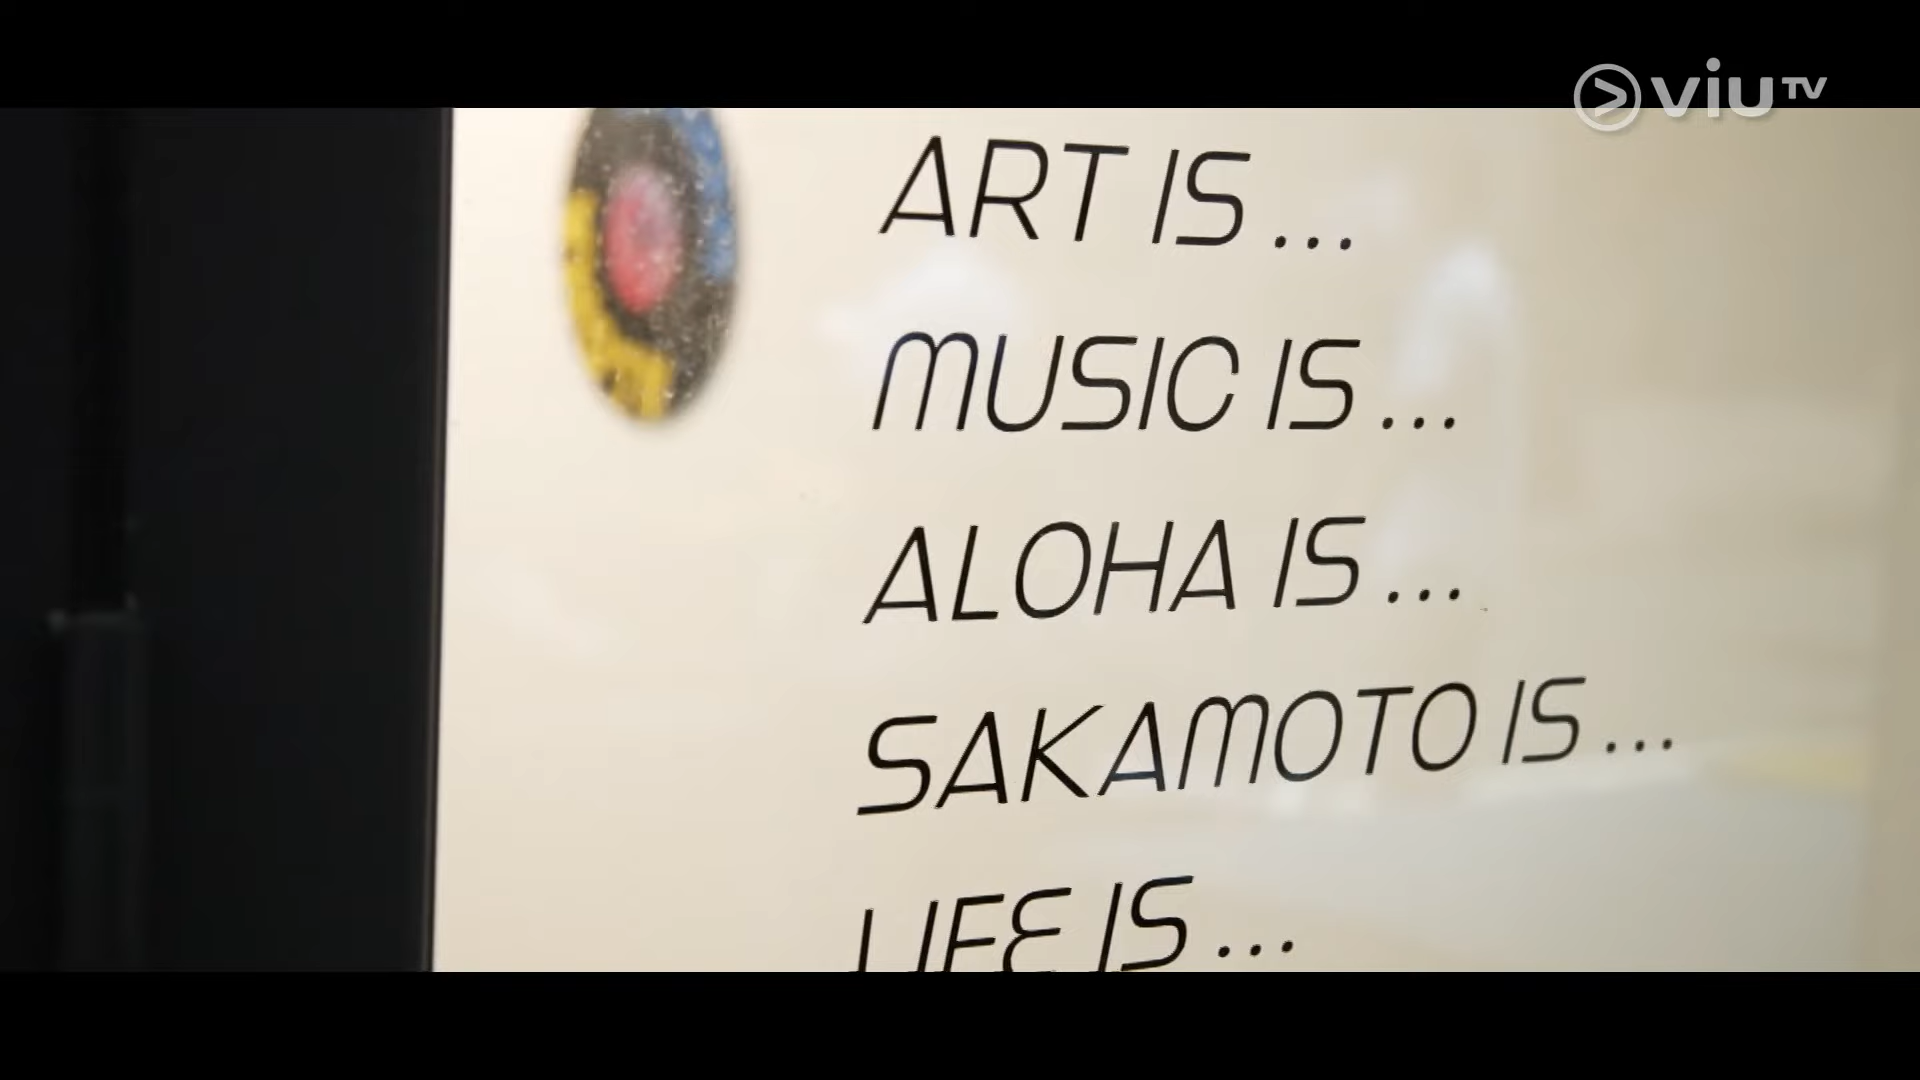 viu TV
ART IS...
MUSIC IS...
ALOHA IS...
SAKAMOTO IS...
LIFE IS...